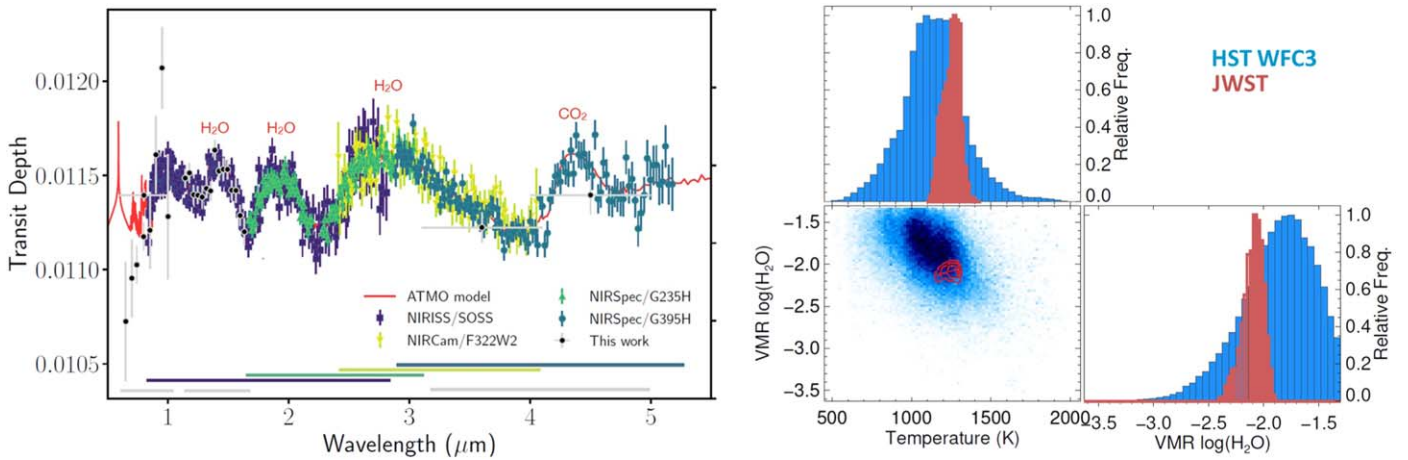 0.0120
0.0115
0.0110
0.0105
Transit Depth
H₂O
H₂O
H₂O
CO₂
ATMO model
NIRISS/SOSS
NIRCam/F322W2
NIRSpec/G235H
NIRSpec/G395H
This work
1 2 3 4 5
Wavelength (μm)
1.0
0.8
0.6
0.4
0.2
0.0
Relative Freq.
HST WFC3
JWST
-1.5
-2.0
-2.5
-3.0
-3.5
VMR log(H₂O)
500 1000 1500 2000
Temperature (K)
1.0
0.8
0.6
0.4
0.2
0.0
Relative Freq.
-3.5 -2.5 -2.0 -1.5
VMR log(H₂O)